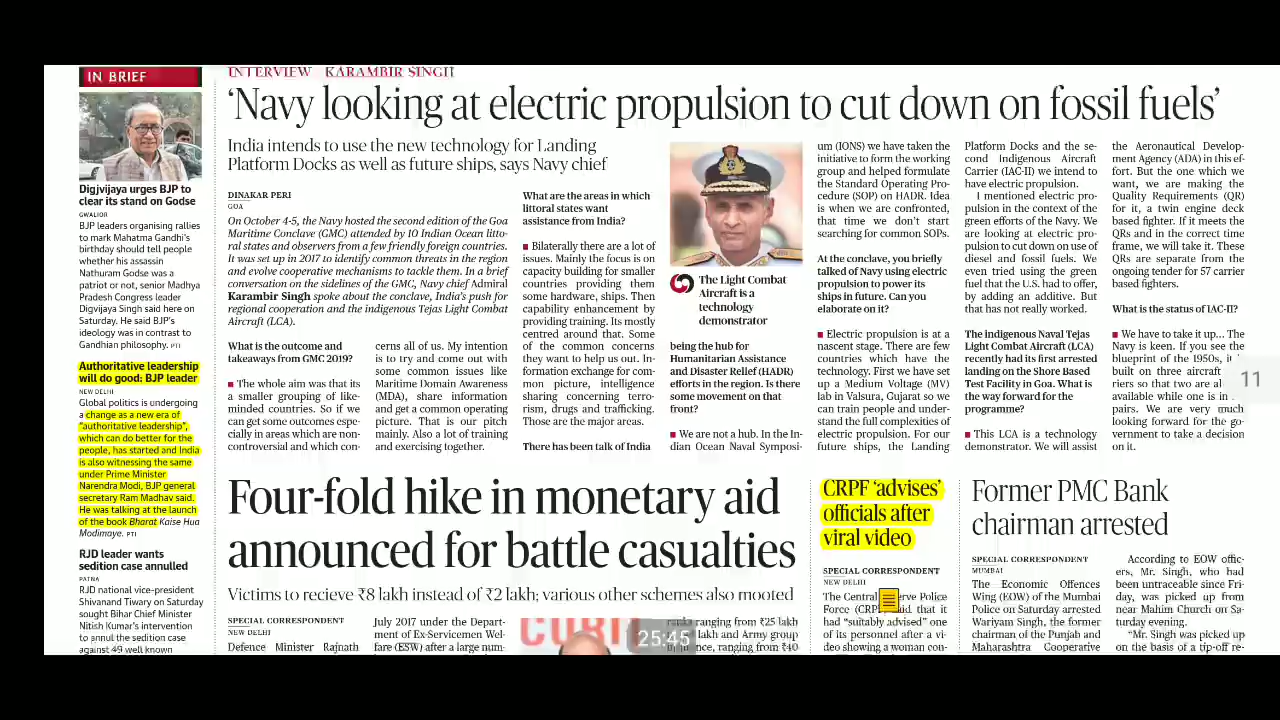 IN BRIEF
Digjvijaya urges BJP to
clear its stand on Godse
GWALIOR
BJP leaders organising rallies
to mark Mahatma Gandhi's
birthday should tell people
whether his assassin
Nathuram Godse was a
patriot or not, senior Madhya
Pradesh Congress leader
Digvijaya Singh said here on
Saturday. He said BJP's
ideology was in contrast to
Gandhian philosophy. PTI
Authoritative leadership
will do good: BJP leader
NEW DELHI
Global politics is undergoing
a change as a new era of
“authoritative leadership”,
which can do better for the
people, has started and India
is also witnessing the same
under Prime Minister
Narendra Modi, BJP general
secretary Ram Madhav said.
He was talking at the launch
of the book Bharat Kaise Hua
Modimaye. PTI
RJD leader wants
sedition case annulled
PATNA
RJD national vice-president
Shivanand Tiwary on Saturday
sought Bihar Chief Minister
Nitish Kumar's intervention
to annul the sedition case
against 49 well known
INTERVIEW KARAMBIR SINGH
‘Navy looking at electric propulsion to cut down on fossil fuels’
India intends to use the new technology for Landing
Platform Docks as well as future ships, says Navy chief
DINAKAR PERI
GOA
On October 4-5, the Navy hosted the second edition of the Goa
Maritime Conclave (GMC) attended by 10 Indian Ocean litto-
ral states and observers from a few friendly foreign countries.
It was set up in 2017 to identify common threats in the region
and evolve cooperative mechanisms to tackle them. In a brief
conversation on the sidelines of the GMC, Navy chief Admiral
Karambir Singh spoke about the conclave, India's push for
regional cooperation and the indigenous Tejas Light Combat
Aircraft (LCA).
What is the outcome and
takeaways from GMC 2019?
■ The whole aim was that its
a smaller grouping of like-
minded countries. So if we
can get some outcomes espe-
cially in areas which are non-
controversial and which con-
cerns all of us. My intention
is to try and come out with
some common issues like
Maritime Domain Awareness
(MDA), share information
and get a common operating
picture. That is our pitch
mainly. Also a lot of training
and exercising together.
What are the areas in which
littoral states want
assistance from India?
■ Bilaterally there are a lot of
issues. Mainly the focus is on
capacity building for smaller
countries providing them
some hardware, ships. Then
capability enhancement by
providing training. Its mostly
centred around that. Some
of the common concerns
they want to help us out. In-
formation exchange for com-
mon picture, intelligence
sharing concerning terro-
rism, drugs and trafficking.
Those are the major areas.
There has been talk of India
The Light Combat
Aircraft is a
technology
demonstrator
being the hub for
Humanitarian Assistance
and Disaster Relief (HADR)
efforts in the region. Is there
some movement on that
front?
■ We are not a hub. In the In-
dian Ocean Naval Symposi-
um (IONS) we have taken the
initiative to form the working
group and helped formulate
the Standard Operating Pro-
cedure (SOP) on HADR. Idea
is when we are confronted,
that time we don't start
searching for common SOPs.
At the conclave, you briefly
talked of Navy using electric
propulsion to power its
ships in future. Can you
elaborate on it?
■ Electric propulsion is at a
nascent stage. There are few
countries which have the
technology. First we have set
up a Medium Voltage (MV)
lab in Valsura, Gujarat so we
can train people and under-
stand the full complexities of
electric propulsion. For our
future ships, the Landing
Platform Docks and the se-
cond Indigenous Aircraft
Carrier (IAC-II) we intend to
have electric propulsion.
I mentioned electric pro-
pulsion in the context of the
green efforts of the Navy. We
are looking at electric pro-
pulsion to cut down on use of
diesel and fossil fuels. We
even tried using the green
fuel that the U.S. had to offer,
by adding an additive. But
that has not really worked.
The indigenous Naval Tejas
Light Combat Aircraft (LCA)
recently had its first arrested
landing on the Shore Based
Test Facility in Goa. What is
the way forward for the
programme?
■ This LCA is a technology
demonstrator. We will assist
the Aeronautical Develop-
ment Agency (ADA) in this ef-
fort. But the one which we
want, we are making the
Quality Requirements (QR)
for it, a twin engine deck
based fighter. If it meets the
QRs and in the correct time
frame, we will take it. These
QRs are separate from the
ongoing tender for 57 carrier
based fighters.
What is the status of IAC-II?
■ We have to take it up... The
Navy is keen. If you see the
blueprint of the 1950s, it
built on three aircraft
riers so that two are al
available while one is in
pairs. We are very much
looking forward for the go-
vernment to take a decision
on it.
11
Four-fold hike in monetary aid
announced for battle casualties
Victims to recieve ₹8 lakh instead of ₹2 lakh; various other schemes also mooted
SPECIAL CORRESPONDENT
NEW DELHI
Defence Minister Rajnath
July 2017 under the Depart-
ment of Ex-Servicemen Wel-
fare (ESW) after a large num-
25:45
ranging from ₹25 lakh
lakh and Army group
ranging from ₹40
CRPF ‘advises’
officials after
viral video
SPECIAL CORRESPONDENT
NEW DELHI
The Central Police
Force said that it
had “suitably advised” one
of its personnel after a vi-
deo showing a woman con-
Former PMC Bank
chairman arrested
SPECIAL CORRESPONDENT
MUMBAI
The Economic Offences
Wing (EOW) of the Mumbai
Police on Saturday arrested
Wariyam Singh, the former
chairman of the Punjab and
Maharashtra Cooperative
According to EOW offic-
ers, Mr. Singh, who had
been untraceable since Fri-
day, was picked up from
near Mahim Church on Sa-
turday evening.
“Mr. Singh was picked up
on the basis of a tip-off re-